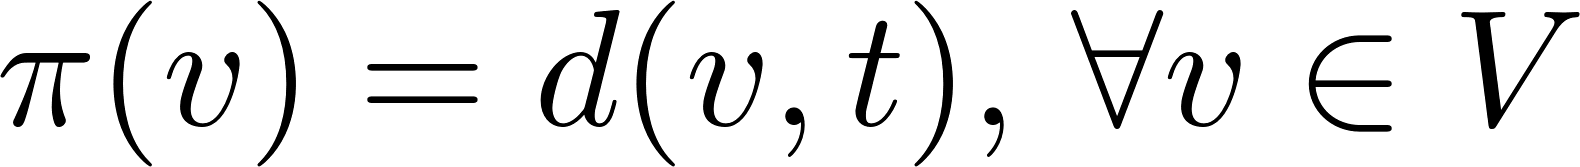 π(v) = d(v, t), ∀v ∈ V